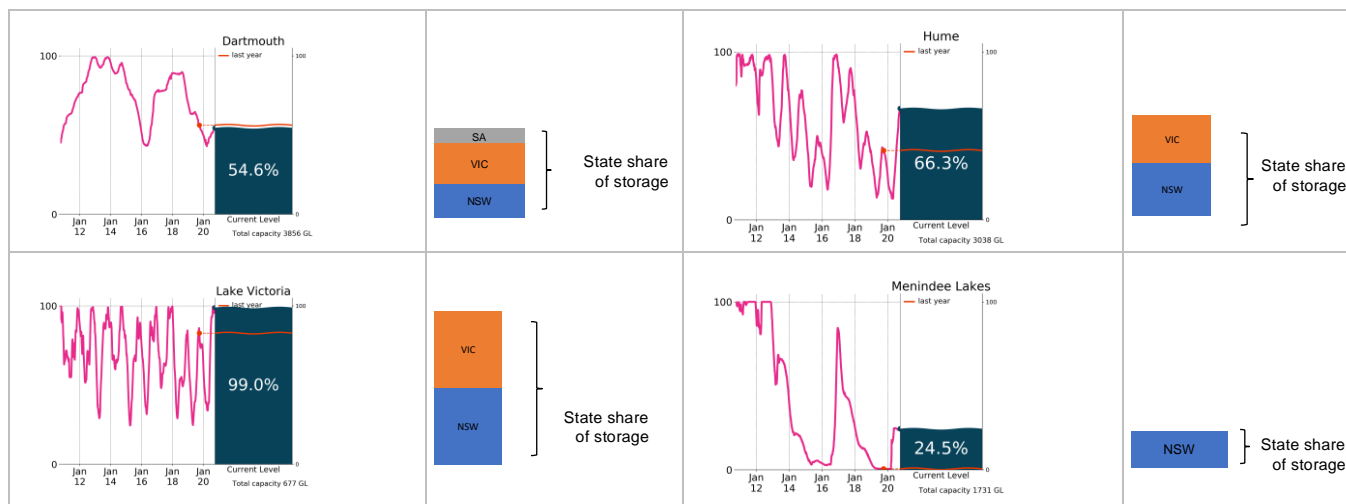 Dartmouth
last year
100
100
54.6%
0
0
Jan 12
Jan 14
Jan 16
Jan 18
Jan 20
Current Level
Total capacity 3856 GL
SA
VIC
NSW
State share
of storage
Hume
last year
100
100
66.3%
0
0
Jan 12
Jan 14
Jan 16
Jan 18
Jan 20
Current Level
Total capacity 3038 GL
VIC
NSW
State share
of storage
Lake Victoria
last year
100
100
99.0%
0
0
Jan 12
Jan 14
Jan 16
Jan 18
Jan 20
Current Level
Total capacity 677 GL
VIC
NSW
State share
of storage
Menindee Lakes
last year
100
100
24.5%
0
0
Jan 12
Jan 14
Jan 16
Jan 18
Jan 20
Current Level
Total capacity 1731 GL
NSW
State share
of storage